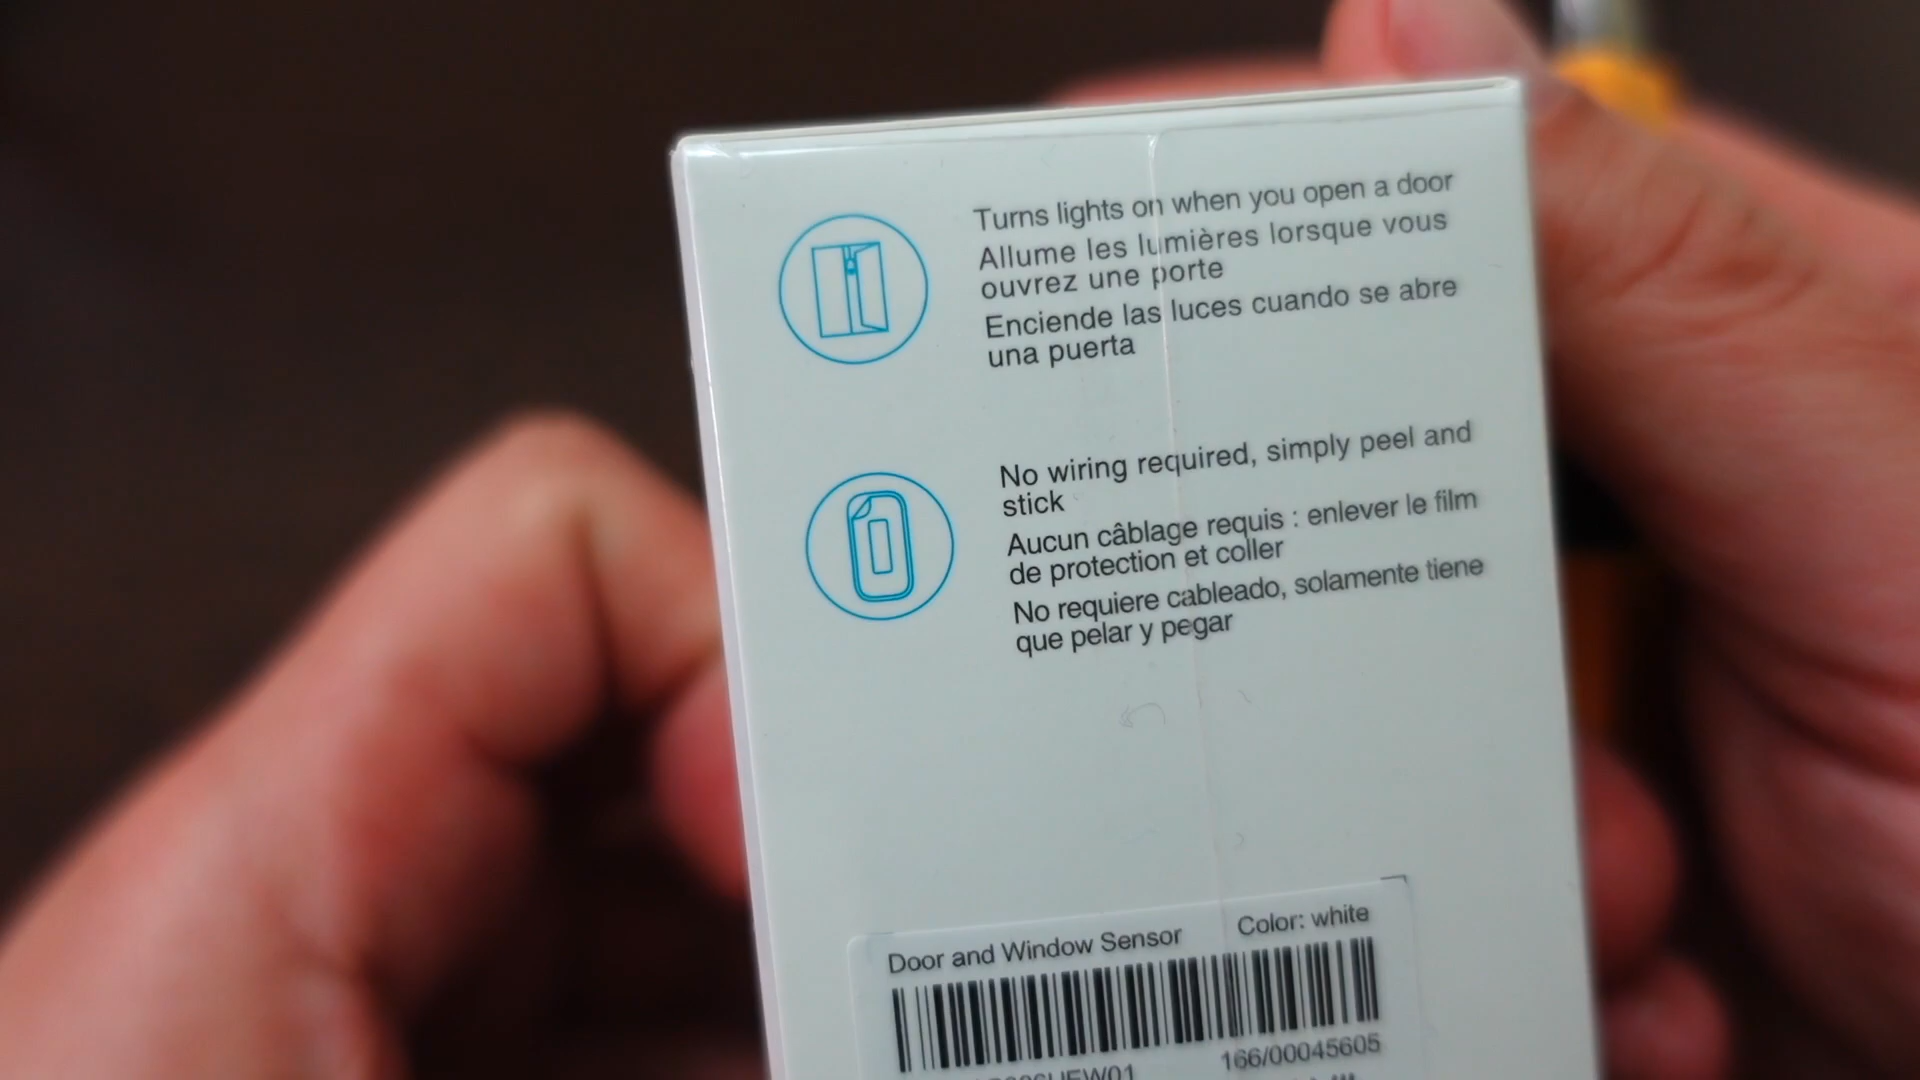 Turns lights on when you open a door
Allume les lumières lorsque vous
ouvrez une porte
Enciende las luces cuando se abre
una puerta
No wiring required, simply peel and
stick
Aucun câblage requis : enlever le film
de protection et coller
No requiere cableado, solamente tiene
que pelar y pegar
Door and Window Sensor
Color: white
166/00045605